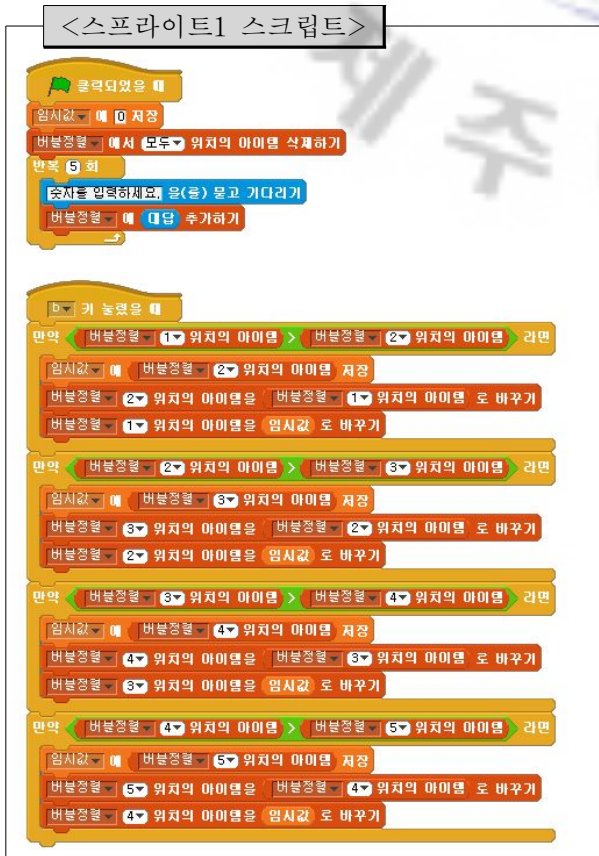 <스프라이트1 스크립트>
제주
클릭되었을 때
임시값 에 0 저장
버블정렬 에서 모두 위치의 아이템 삭제하기
반복 5 회
숫자를 입력하세요. 을(를) 묻고 기다리기
버블정렬 에 대답 추가하기
b 키 눌렸을 때
만약 버블정렬 1 위치의 아이템 > 버블정렬 2 위치의 아이템 라면
임시값 에 버블정렬 2 위치의 아이템 저장
버블정렬 2 위치의 아이템을 버블정렬 1 위치의 아이템 로 바꾸기
버블정렬 1 위치의 아이템을 임시값 로 바꾸기
만약 버블정렬 2 위치의 아이템 > 버블정렬 3 위치의 아이템 라면
임시값 에 버블정렬 3 위치의 아이템 저장
버블정렬 3 위치의 아이템을 버블정렬 2 위치의 아이템 로 바꾸기
버블정렬 2 위치의 아이템을 임시값 로 바꾸기
만약 버블정렬 3 위치의 아이템 > 버블정렬 4 위치의 아이템 라면
임시값 에 버블정렬 4 위치의 아이템 저장
버블정렬 4 위치의 아이템을 버블정렬 3 위치의 아이템 로 바꾸기
버블정렬 3 위치의 아이템을 임시값 로 바꾸기
만약 버블정렬 4 위치의 아이템 > 버블정렬 5 위치의 아이템 라면
임시값 에 버블정렬 5 위치의 아이템 저장
버블정렬 5 위치의 아이템을 버블정렬 4 위치의 아이템 로 바꾸기
버블정렬 4 위치의 아이템을 임시값 로 바꾸기